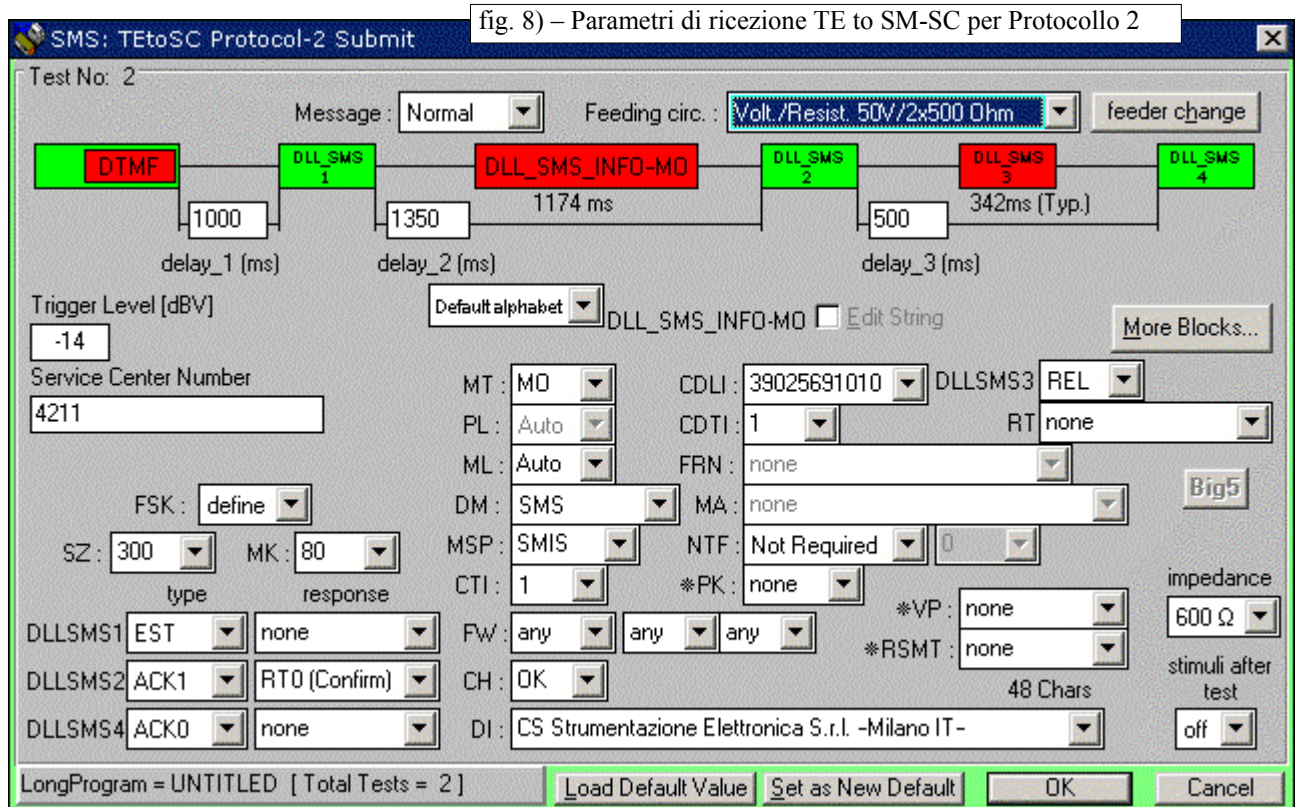 fig. 8) – Parametri di ricezione TE to SM-SC per Protocollo 2
SMS: TEtoSC Protocol-2 Submit
Test No: 2
Message : Normal
Feeding circ. : Volt./Resist. 50V/2x500 Ohm
feeder change
DTMF
DLL_SMS 1
DLL_SMS_INFO-MO
DLL_SMS 2
DLL_SMS 3
DLL_SMS 4
1174 ms
342ms (Typ.)
1000
1350
500
delay_1 (ms)
delay_2 (ms)
delay_3 (ms)
Trigger Level [dBV]
-14
Default alphabet
DLL_SMS_INFO-MO
Edit String
More Blocks...
Service Center Number
4211
MT : MO
CDLI : 39025691010
DLLSMS3 REL
PL : Auto
CDTI : 1
RT none
ML : Auto
FRN : none
Big5
FSK : define
DM : SMS
MA : none
SZ : 300
MK : 80
MSP : SMIS
NTF : Not Required
0
type
response
CTI : 1
*PK : none
*VP : none
impedance
600 Ω
DLLSMS1 EST
none
FW : any
any
any
*RSMT : none
DLLSMS2 ACK1
RT0 (Confirm)
CH : OK
48 Chars
stimuli after
test
off
DLLSMS4 ACK0
none
DI : CS Strumentazione Elettronica S.r.l. -Milano IT-
LongProgram = UNTITLED [ Total Tests = 2 ]
Load Default Value
Set as New Default
OK
Cancel